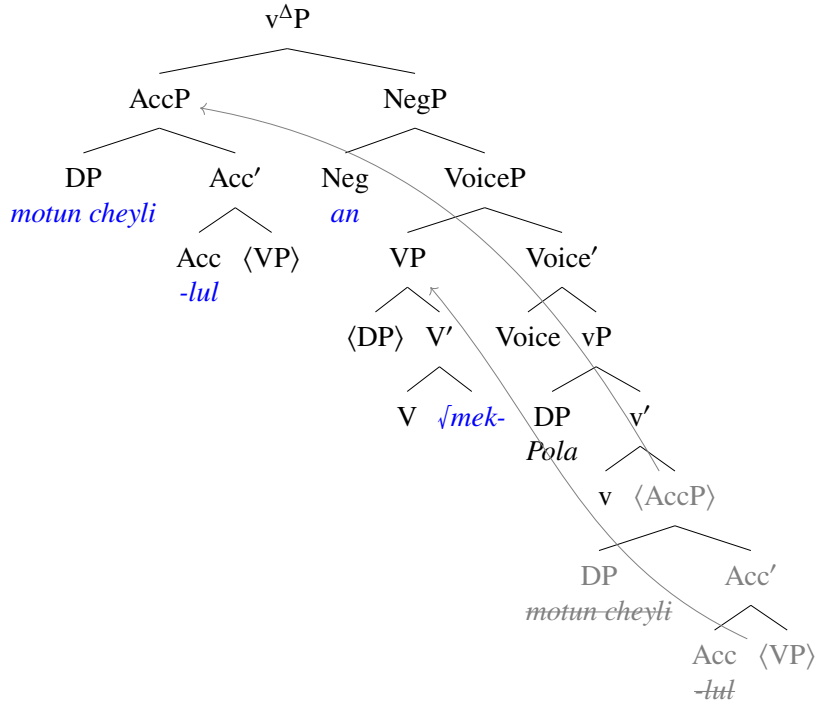 v^ΔP
AccP NegP
DP Acc′ Neg VoiceP
motun cheyli an
Acc ⟨VP⟩ VP Voice′
-lul
⟨DP⟩ V′ Voice vP
V √mek- DP v′
Pola
v ⟨AccP⟩
DP Acc′
motun cheyli
Acc ⟨VP⟩
-lul